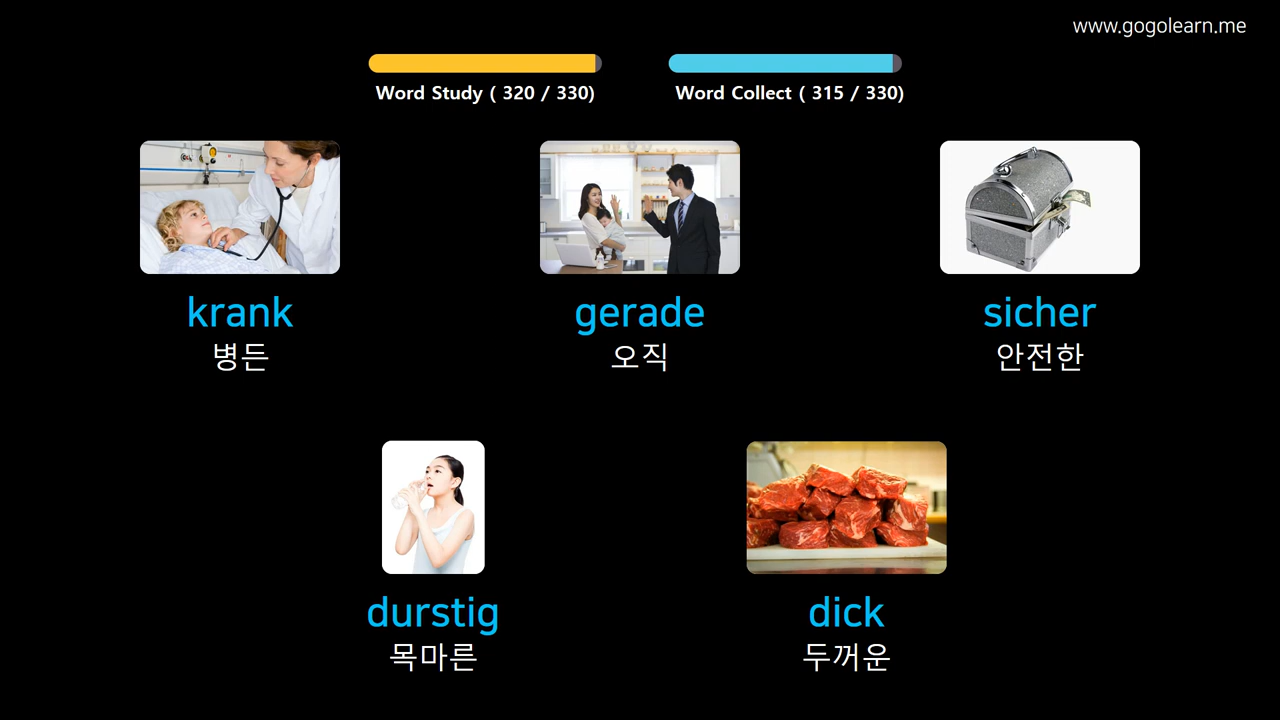 www.gogolearn.me
Word Study ( 320 / 330)
Word Collect ( 315 / 330)
krank
병든
gerade
오직
sicher
안전한
durstig
목마른
dick
두꺼운